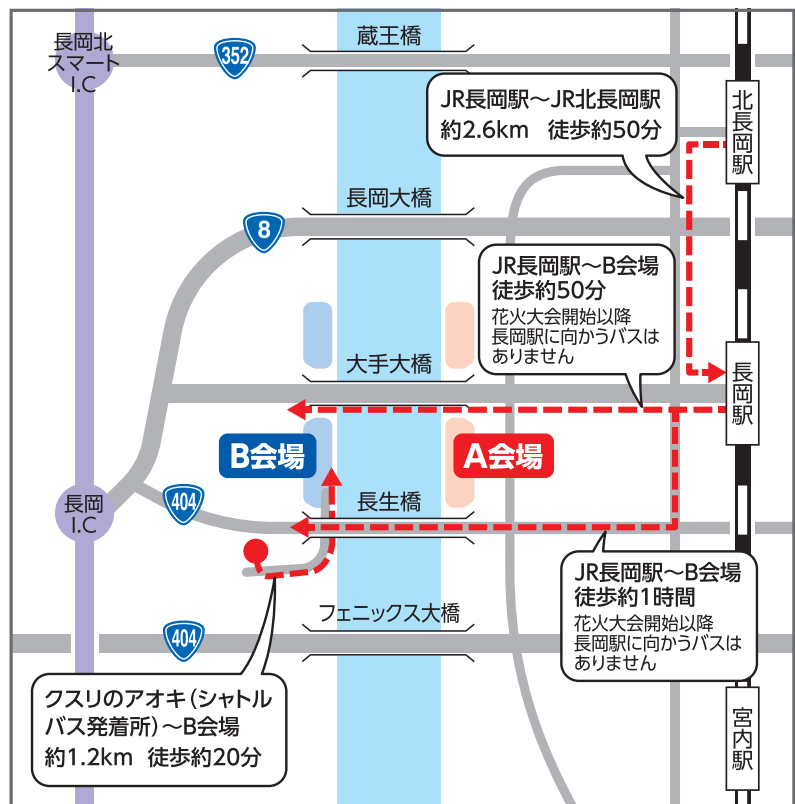 長岡北
スマート
I.C
352
蔵王橋
JR長岡駅〜JR北長岡駅
約2.6km 徒歩約50分
北長岡駅
長岡大橋
8
JR長岡駅〜B会場
徒歩約50分
花火大会開始以降
長岡駅に向かうバスは
ありません
大手大橋
長岡駅
B会場
A会場
長岡
I.C
404
長生橋
JR長岡駅〜B会場
徒歩約1時間
花火大会開始以降
長岡駅に向かうバスは
ありません
フェニックス大橋
404
クスリのアオキ（シャトル
バス発着所）〜B会場
約1.2km 徒歩約20分
宮内駅